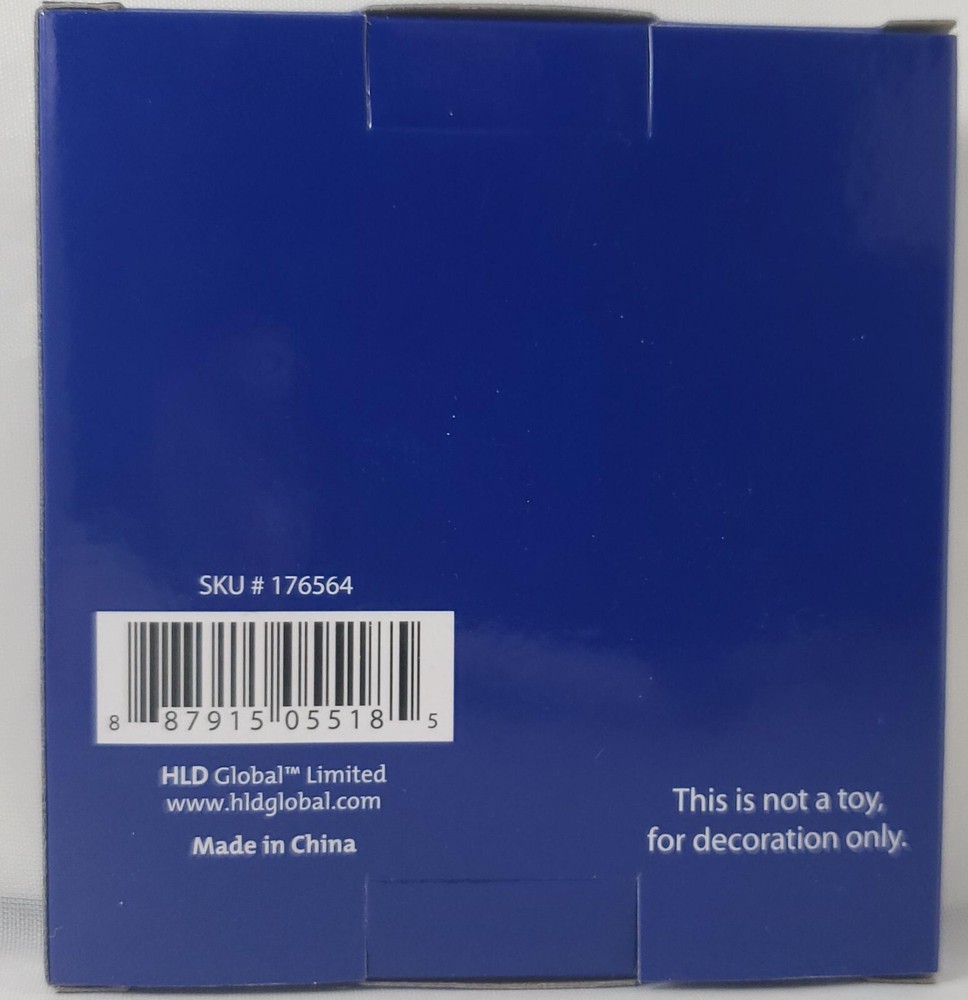 SKU # 176564
8 87915 05518 5
HLD Global™ Limited
www.hldglobal.com
Made in China
This is not a toy,
for decoration only.